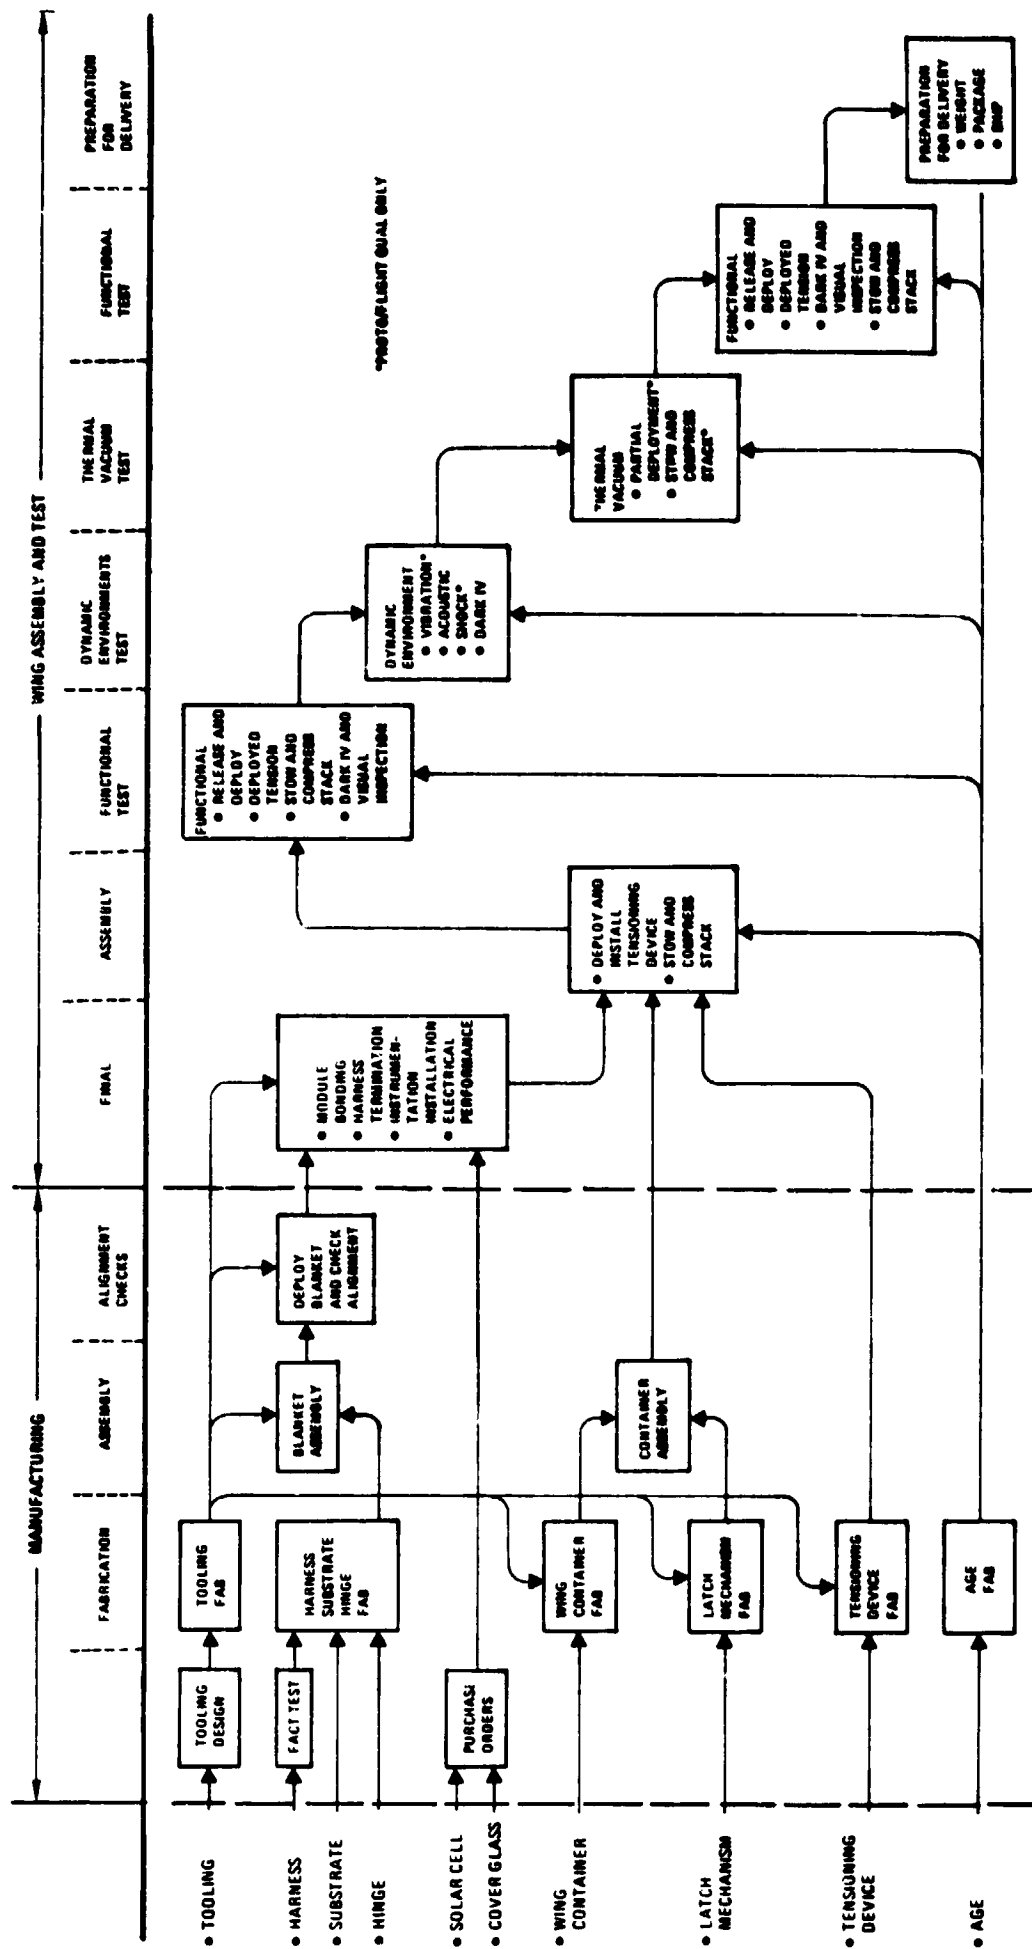 MANUFACTURING
WING ASSEMBLY AND TEST
FABRICATION
ASSEMBLY
ALIGNMENT
CHECKS
FINAL
ASSEMBLY
FUNCTIONAL
TEST
DYNAMIC
ENVIRONMENTS
TEST
THERMAL
VACUUM
TEST
FUNCTIONAL
TEST
PREPARATION
FOR
DELIVERY
• TOOLING
• HARNESS
• SUBSTRATE
• HINGE
• SOLAR CELL
• COVER GLASS
• WING
CONTAINER
• LATCH
MECHANISM
• TENSIONING
DEVICE
• AGE
TOOLING
DESIGN
FACT TEST
PURCHASE
ORDERS
TOOLING
FAB
HARNESS
SUBSTRATE
HINGE
FAB
WING
CONTAINER
FAB
LATCH
MECHANISM
FAB
TENSIONING
DEVICE
FAB
AGE
FAB
BLANKET
ASSEMBLY
CONTAINER
ASSEMBLY
DEPLOY
BLANKET
AND CHECK
ALIGNMENT
• MODULE
BONDING
• HARNESS
TERMINATION
• INSTRUMEN-
TATION
INSTALLATION
• ELECTRICAL
PERFORMANCE
• DEPLOY AND
INSTALL
TENSIONING
DEVICE
• STOW AND
COMPRESS
STACK
FUNCTIONAL
• RELEASE AND
DEPLOY
• DEPLOYED
TENSION
• STOW AND
COMPRESS
STACK
• DARK IV AND
VISUAL
INSPECTION
DYNAMIC
ENVIRONMENT
• VIBRATION*
• ACOUSTIC
• SHOCK*
• DARK IV
*THERMAL
VACUUM
• PARTIAL
DEPLOYMENT*
• STOW AND
COMPRESS
STACK*
FUNCTIONAL
• RELEASE AND
DEPLOY
• DEPLOYED
TENSION
• DARK IV AND
VISUAL
INSPECTION
• STOW AND
COMPRESS
STACK
PREPARATION
FOR DELIVERY
• WEIGHT
• PACKAGE
*PROTO/FLIGHT QUAL ONLY